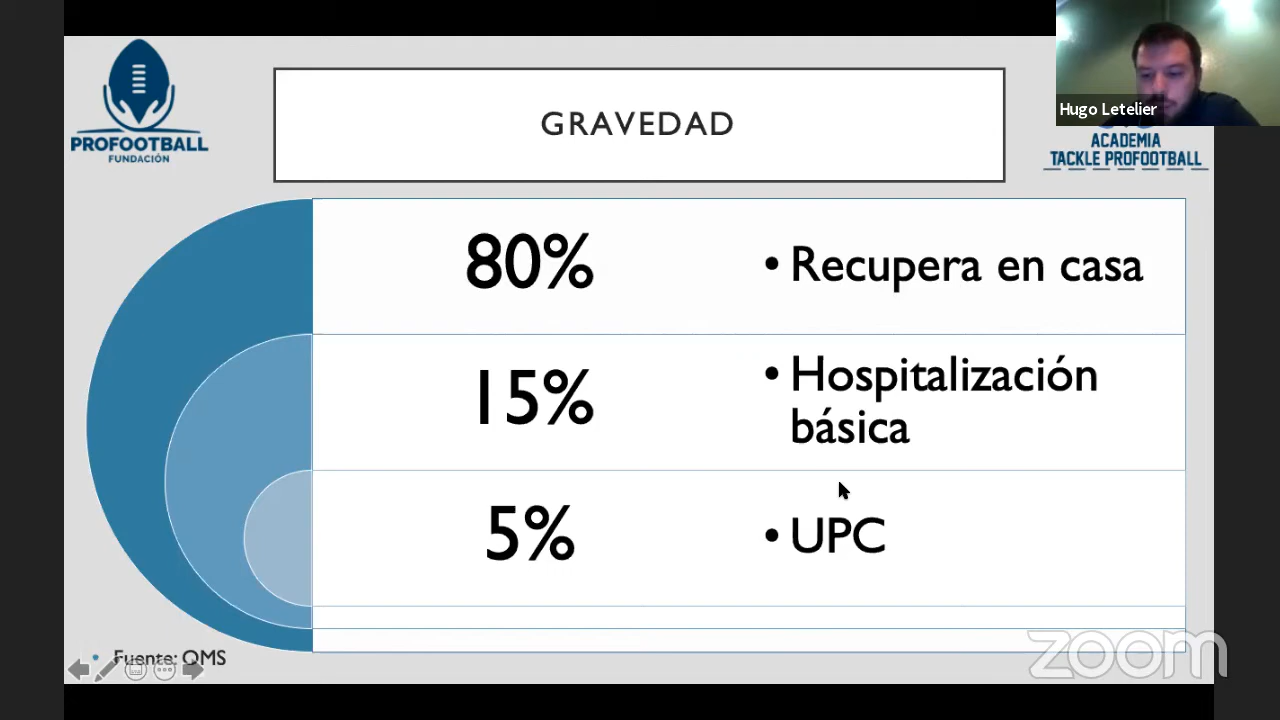 PROFOOTBALL
FUNDACIÓN
GRAVEDAD
Hugo Letelier
ACADEMIA
TACKLE PROFOOTBALL
80%
• Recupera en casa
15%
• Hospitalización
básica
5%
• UPC
• Fuente: OMS
zoom